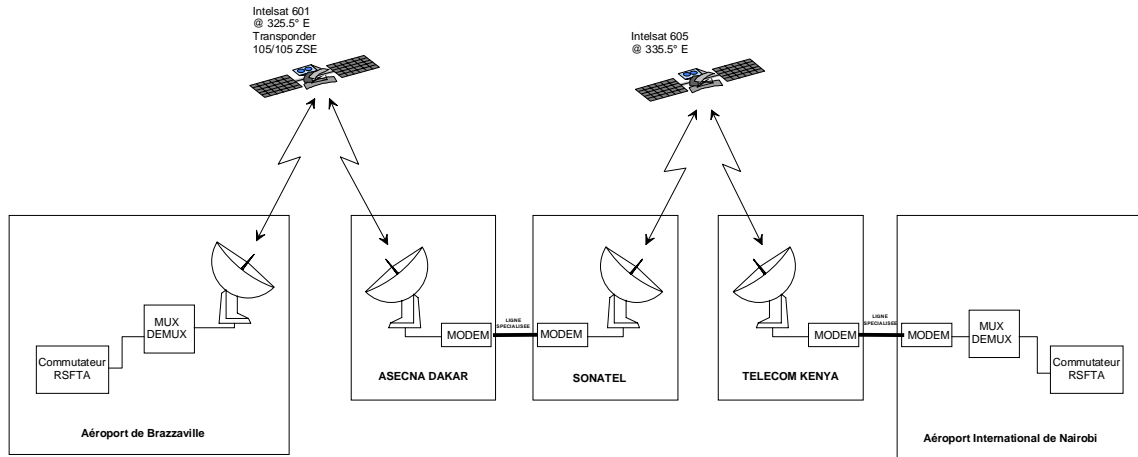 Intelsat 601
@ 325.5° E
Transponder
105/105 ZSE
Intelsat 605
@ 335.5° E
MUX
DEMUX
Commutateur
RSFTA
Aéroport de Brazzaville
MODEM
ASECNA DAKAR
LIGNE
SPECIALISEE
MODEM
SONATEL
MODEM
TELECOM KENYA
LIGNE
SPECIALISEE
MODEM
MUX
DEMUX
Commutateur
RSFTA
Aéroport International de Nairobi